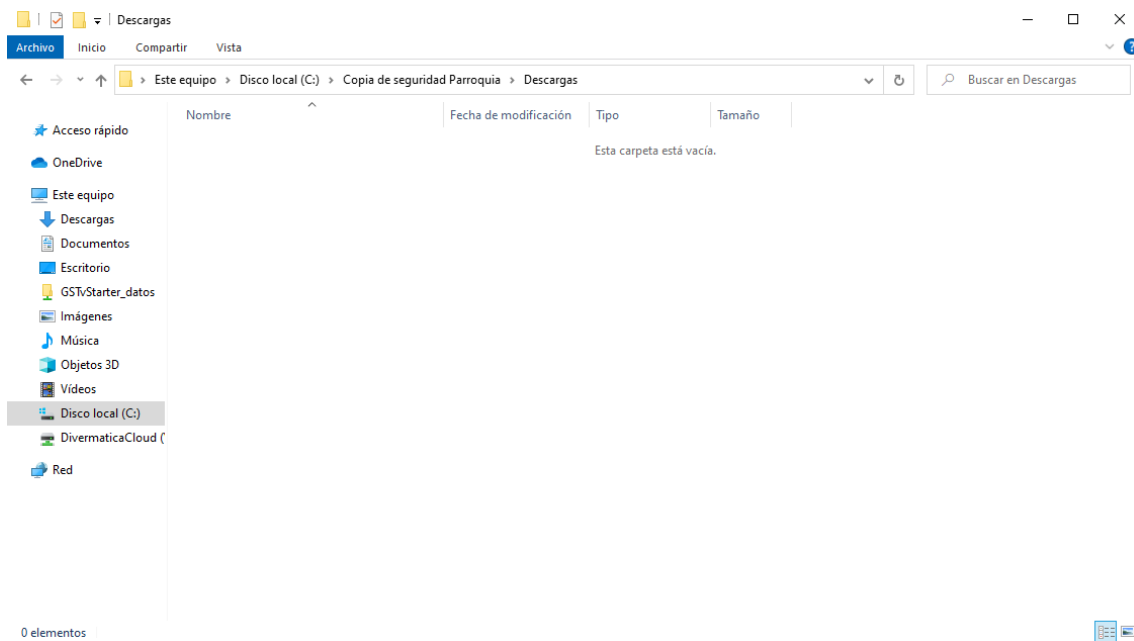 Descargas
Archivo Inicio Compartir Vista
Este equipo > Disco local (C:) > Copia de seguridad Parroquia > Descargas
Buscar en Descargas
Nombre Fecha de modificación Tipo Tamaño
Esta carpeta está vacía.
Acceso rápido
OneDrive
Este equipo
Descargas
Documentos
Escritorio
GSTvStarter_datos
Imágenes
Música
Objetos 3D
Vídeos
Disco local (C:)
DivermaticaCloud (
Red
0 elementos